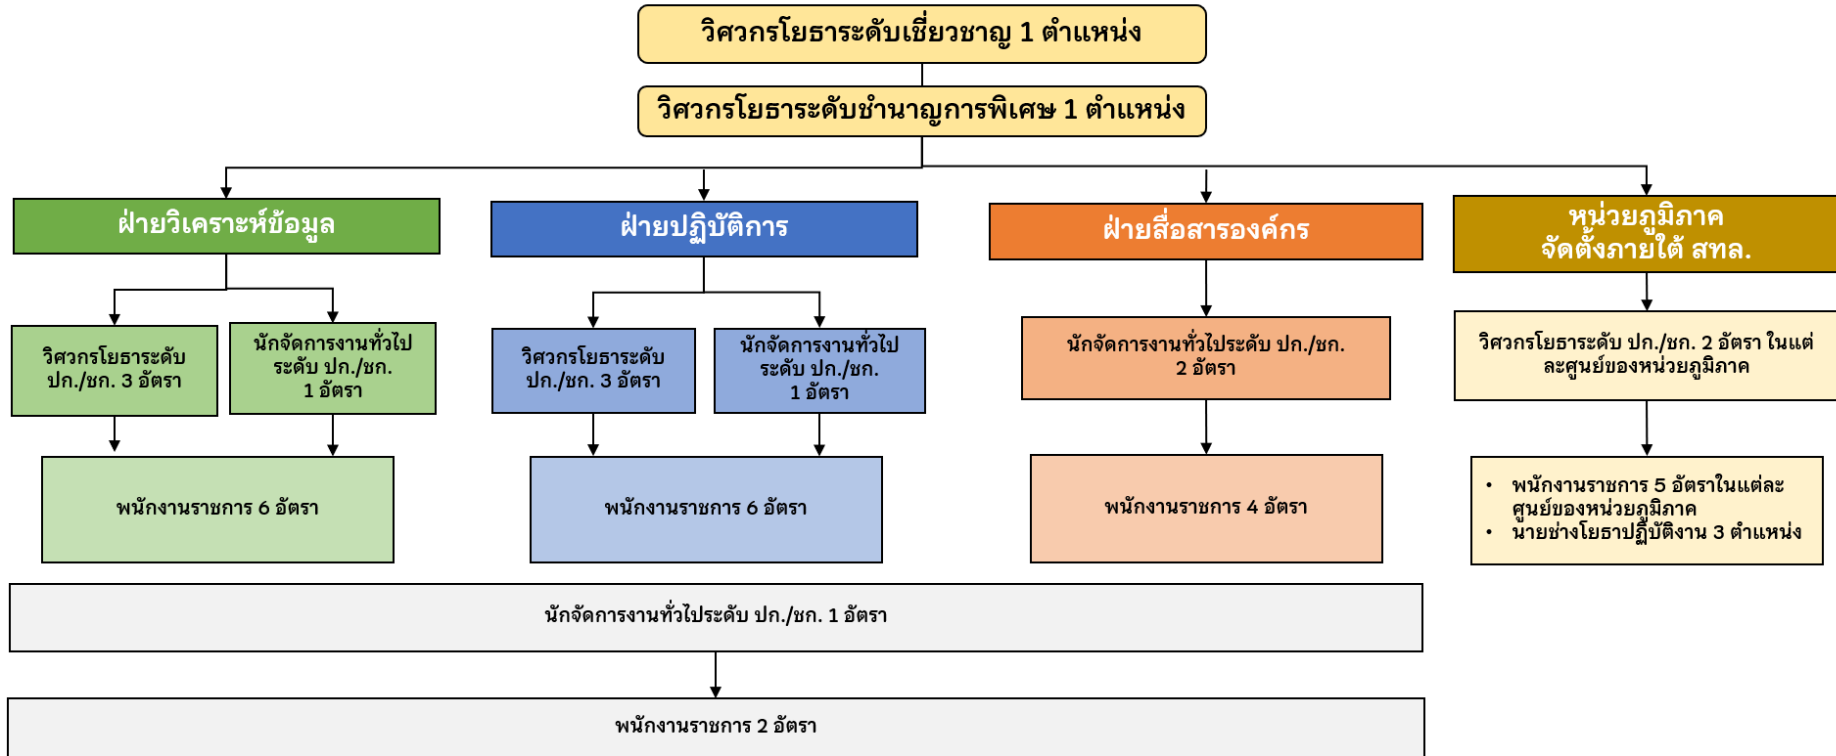 วิศวกรโยธาระดับเชี่ยวชาญ 1 ตำแหน่ง
วิศวกรโยธาระดับชำนาญการพิเศษ 1 ตำแหน่ง
ฝ่ายวิเคราะห์ข้อมูล
ฝ่ายปฏิบัติการ
ฝ่ายสื่อสารองค์กร
หน่วยภูมิภาค
จัดตั้งภายใต้ สทล.
วิศวกรโยธาระดับ
ปก./ชก. 3 อัตรา
นักจัดการงานทั่วไป
ระดับ ปก./ชก.
1 อัตรา
วิศวกรโยธาระดับ
ปก./ชก. 3 อัตรา
นักจัดการงานทั่วไป
ระดับ ปก./ชก.
1 อัตรา
นักจัดการงานทั่วไประดับ ปก./ชก.
2 อัตรา
วิศวกรโยธาระดับ ปก./ชก. 2 อัตรา ในแต่
ละศูนย์ของหน่วยภูมิภาค
พนักงานราชการ 6 อัตรา
พนักงานราชการ 6 อัตรา
พนักงานราชการ 4 อัตรา
• พนักงานราชการ 5 อัตราในแต่ละ
ศูนย์ของหน่วยภูมิภาค
• นายช่างโยธาปฏิบัติงาน 3 ตำแหน่ง
นักจัดการงานทั่วไประดับ ปก./ชก. 1 อัตรา
พนักงานราชการ 2 อัตรา